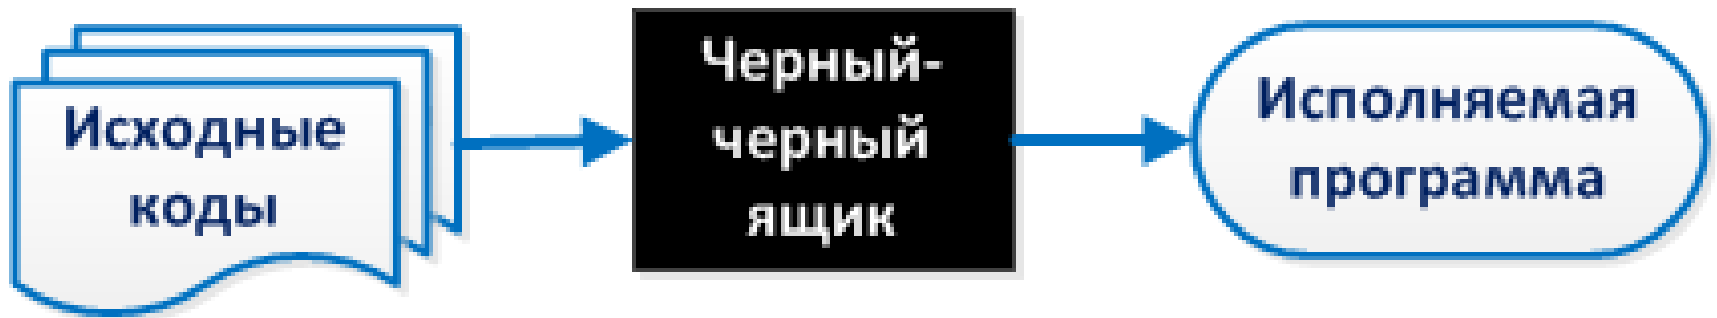 Исходные
коды
Черный-
черный
ящик
Исполняемая
программа